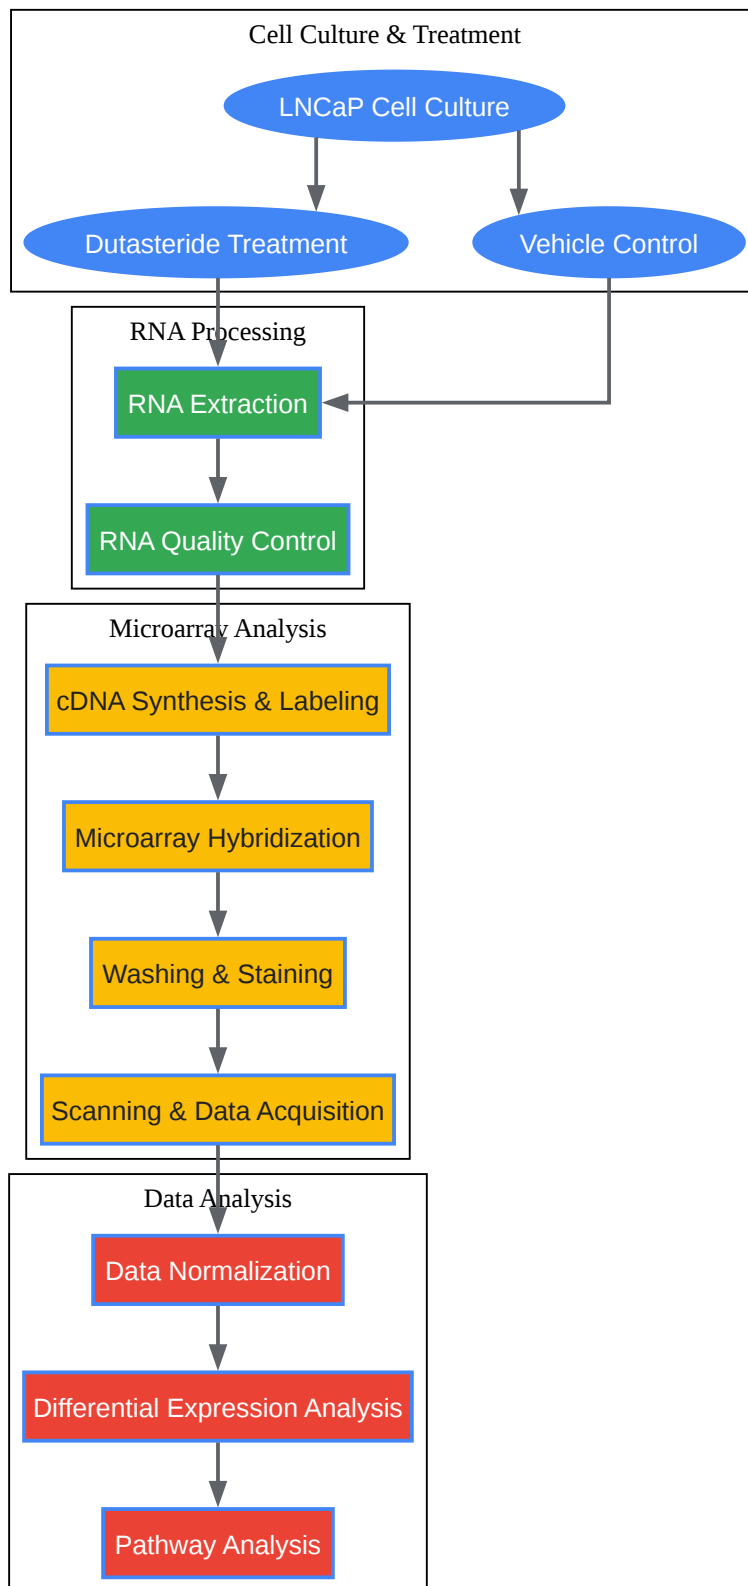 Cell Culture & Treatment
LNCaP Cell Culture
Dutasteride Treatment
Vehicle Control
RNA Processing
RNA Extraction
RNA Quality Control
Microarray Analysis
cDNA Synthesis & Labeling
Microarray Hybridization
Washing & Staining
Scanning & Data Acquisition
Data Analysis
Data Normalization
Differential Expression Analysis
Pathway Analysis